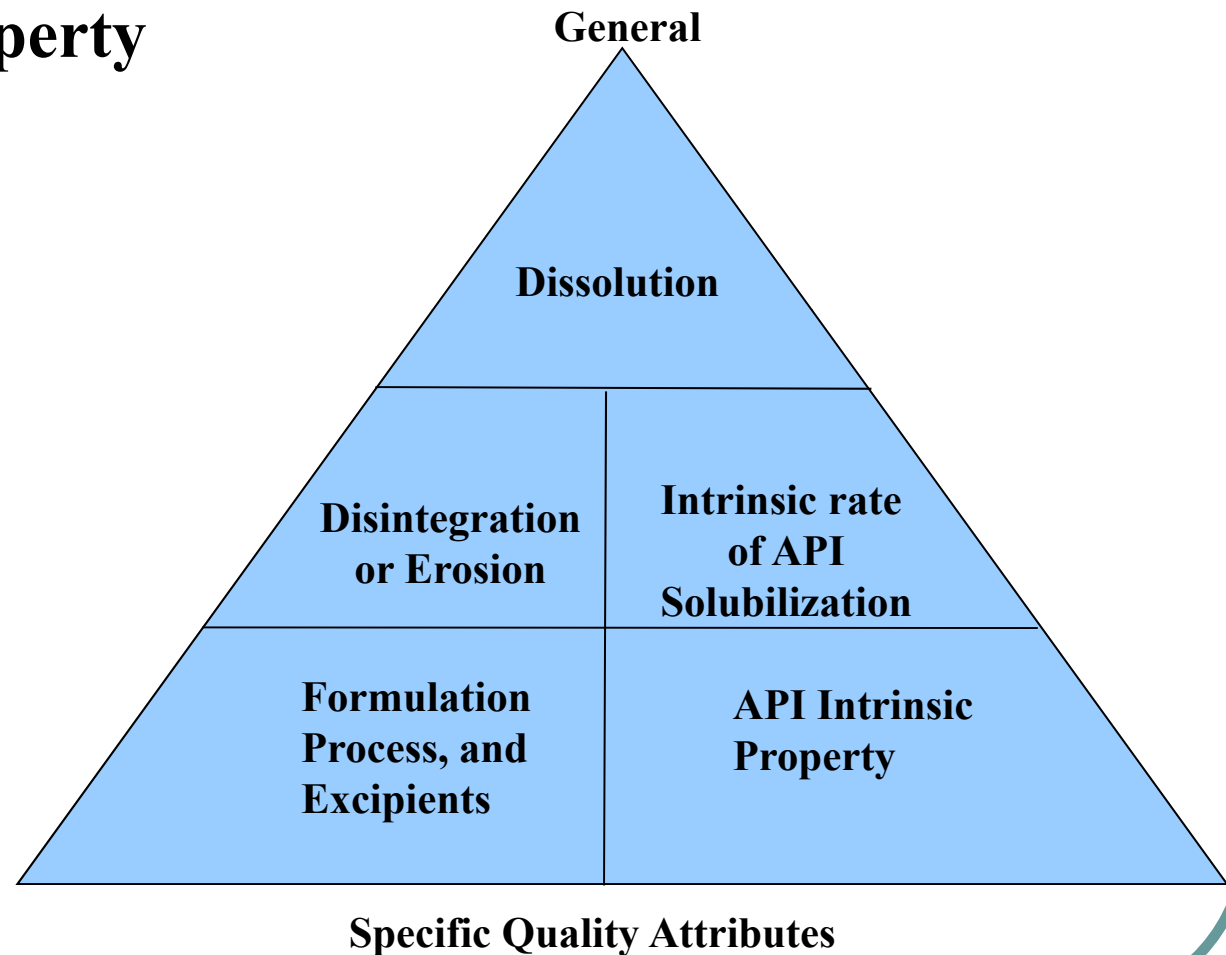 perty
General
Dissolution
Disintegration
or Erosion
Intrinsic rate
of API
Solubilization
Formulation
Process, and
Excipients
API Intrinsic
Property
Specific Quality Attributes